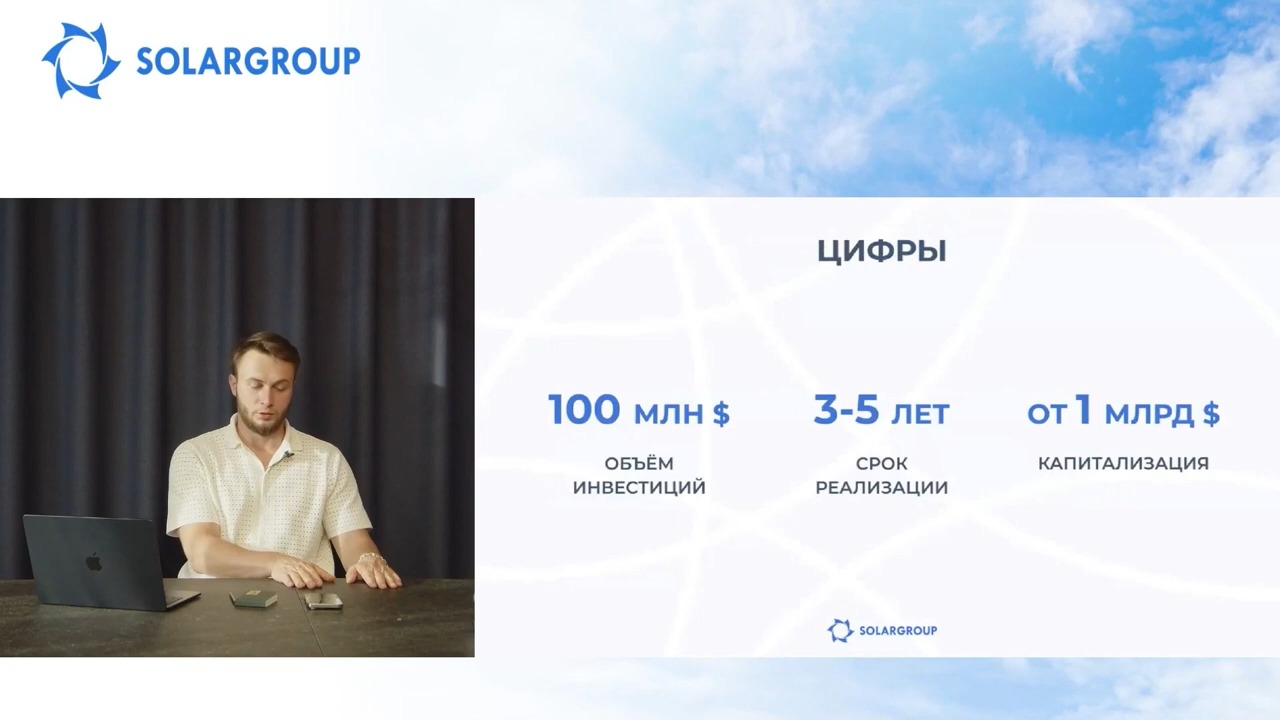 SOLARGROUP
ЦИФРЫ
100 МЛН $
ОБЪЁМ
ИНВЕСТИЦИЙ
3-5 ЛЕТ
СРОК
РЕАЛИЗАЦИИ
ОТ 1 МЛРД $
КАПИТАЛИЗАЦИЯ
SOLARGROUP